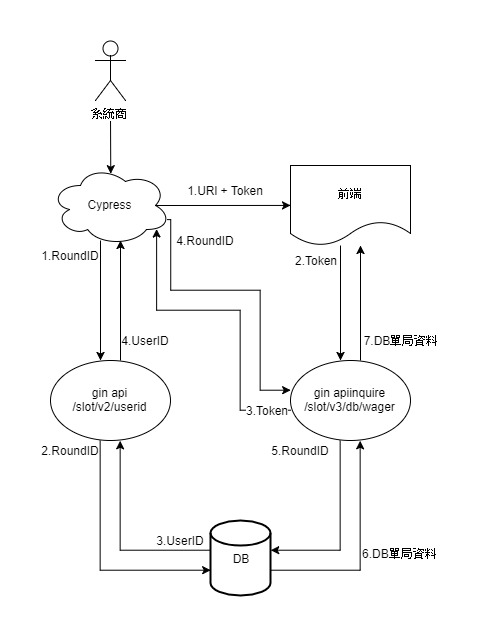 系統商
Cypress
1.URI + Token
前端
4.RoundID
1.RoundID
2.Token
4.UserID
7.DB單局資料
gin api
/slot/v2/userid
gin apiinquire
/slot/v3/db/wager
3.Token
2.RoundID
5.RoundID
3.UserID
DB
6.DB單局資料